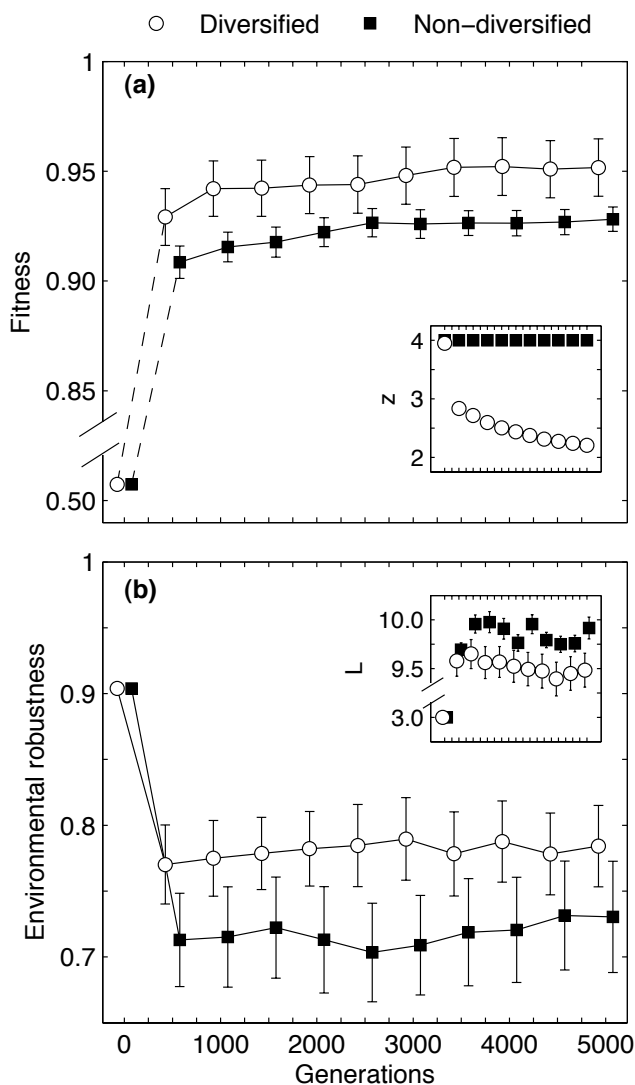 Diversified Non−diversified
(a)
1
0.95
0.90
0.85
0.50
Fitness
4
3
2
z
(b)
1
0.9
0.8
0.7
Environmental robustness
10.0
9.5
3.0
L
0 1000 2000 3000 4000 5000
Generations